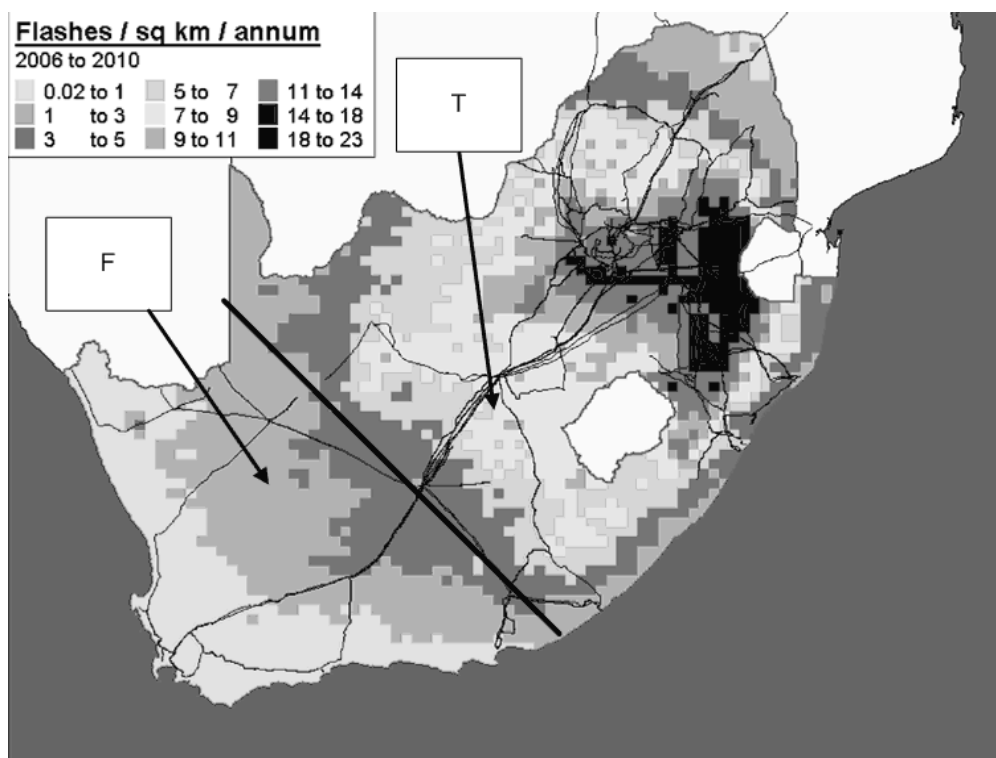 Flashes / sq km / annum
2006 to 2010
0.02 to 1 5 to 7 11 to 14
1 to 3 7 to 9 14 to 18
3 to 5 9 to 11 18 to 23
T
F